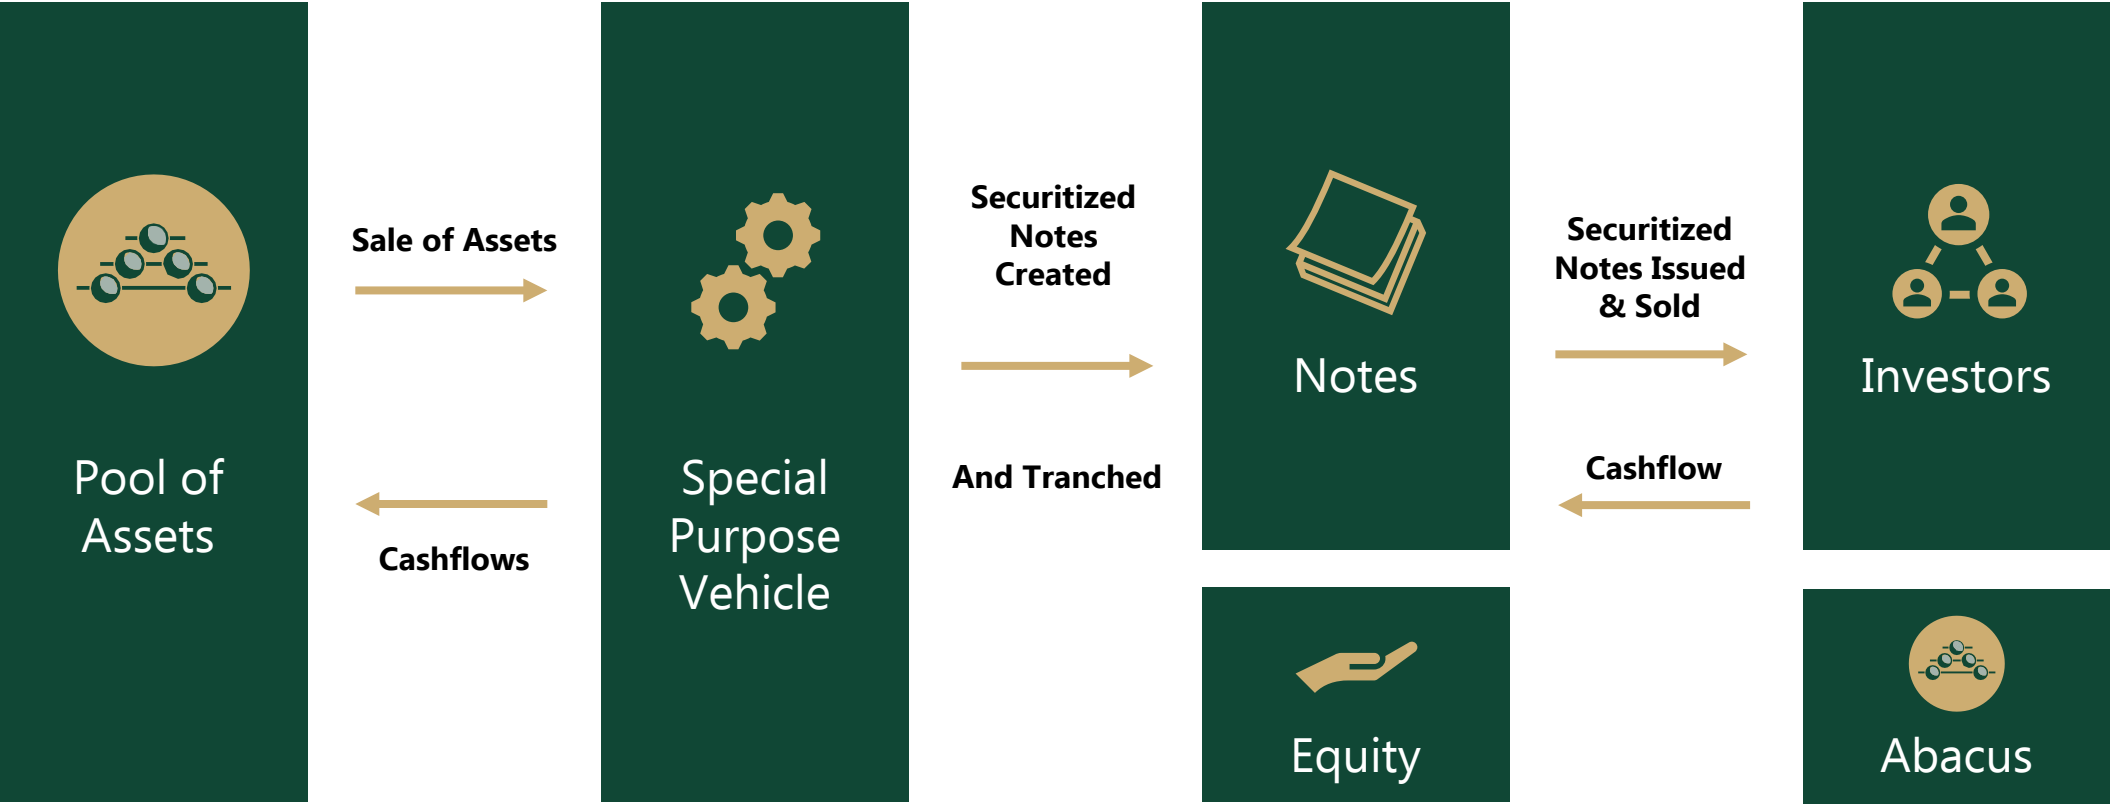 Pool of
Assets
Sale of Assets
Cashflows
Special
Purpose
Vehicle
Securitized
Notes
Created
And Tranched
Notes
Equity
Securitized
Notes Issued
& Sold
Cashflow
Investors
Abacus